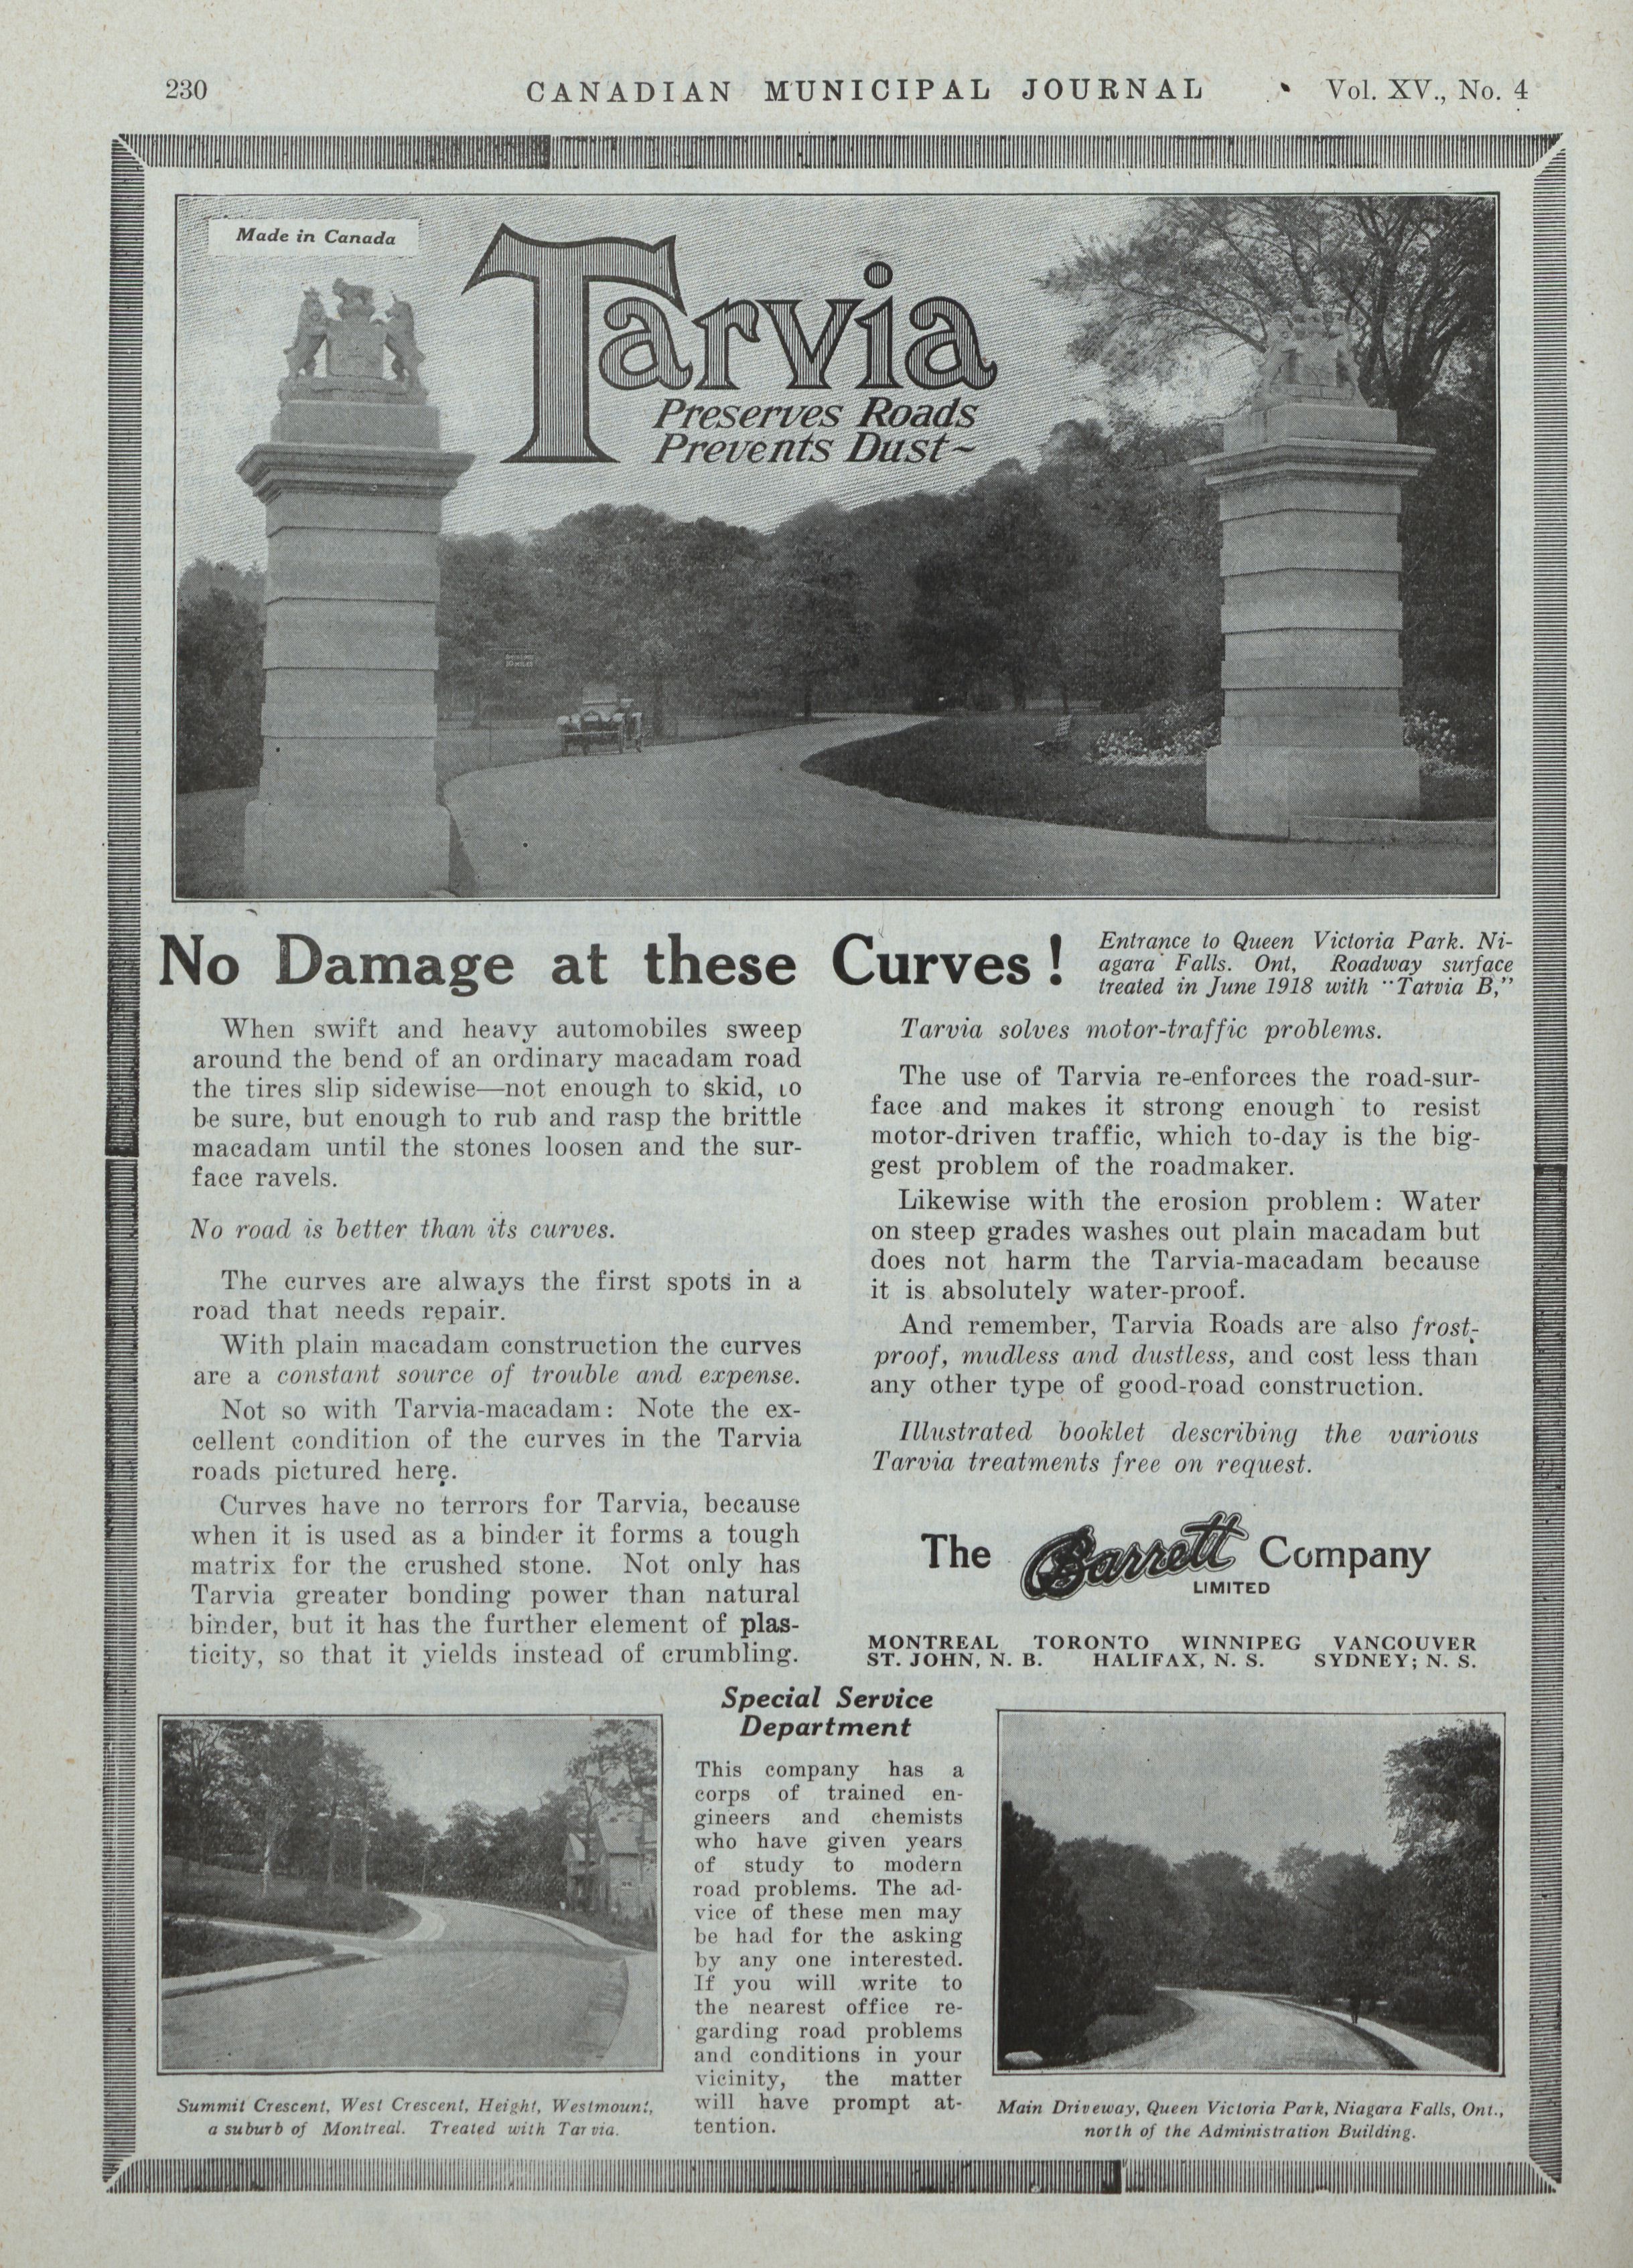 230
CANADIAN MUNICIPAL JOURNAL
Vol. XV., No. 4
Made in Canada
Tarvia
Preserves Roads
Prevents Dust~
No Damage at these Curves!
Entrance to Queen Victoria Park. Ni-
agara Falls. Ont, Roadway surface
treated in June 1918 with "Tarvia B,"
When swift and heavy automobiles sweep
around the bend of an ordinary macadam road
the tires slip sidewise—not enough to skid, to
be sure, but enough to rub and rasp the brittle
macadam until the stones loosen and the sur-
face ravels.
No road is better than its curves.
The curves are always the first spots in a
road that needs repair.
With plain macadam construction the curves
are a constant source of trouble and expense.
Not so with Tarvia-macadam: Note the ex-
cellent condition of the curves in the Tarvia
roads pictured here.
Curves have no terrors for Tarvia, because
when it is used as a binder it forms a tough
matrix for the crushed stone. Not only has
Tarvia greater bonding power than natural
binder, but it has the further element of plas-
ticity, so that it yields instead of crumbling.
Tarvia solves motor-traffic problems.
The use of Tarvia re-enforces the road-sur-
face and makes it strong enough to resist
motor-driven traffic, which to-day is the big-
gest problem of the roadmaker.
Likewise with the erosion problem: Water
on steep grades washes out plain macadam but
does not harm the Tarvia-macadam because
it is absolutely water-proof.
And remember, Tarvia Roads are also frost-
proof, mudless and dustless, and cost less than
any other type of good-road construction.
Illustrated booklet describing the various
Tarvia treatments free on request.
The Barrett Company
LIMITED
MONTREAL TORONTO WINNIPEG VANCOUVER
ST. JOHN, N. B. HALIFAX, N. S. SYDNEY; N. S.
Special Service
Department
This company has a
corps of trained en-
gineers and chemists
who have given years
of study to modern
road problems. The ad-
vice of these men may
be had for the asking
by any one interested.
If you will write to
the nearest office re-
garding road problems
and conditions in your
vicinity, the matter
will have prompt at-
tention.
Summit Crescent, West Crescent, Height, Westmount,
a suburb of Montreal. Treated with Tarvia.
Main Driveway, Queen Victoria Park, Niagara Falls, Ont.,
north of the Administration Building.